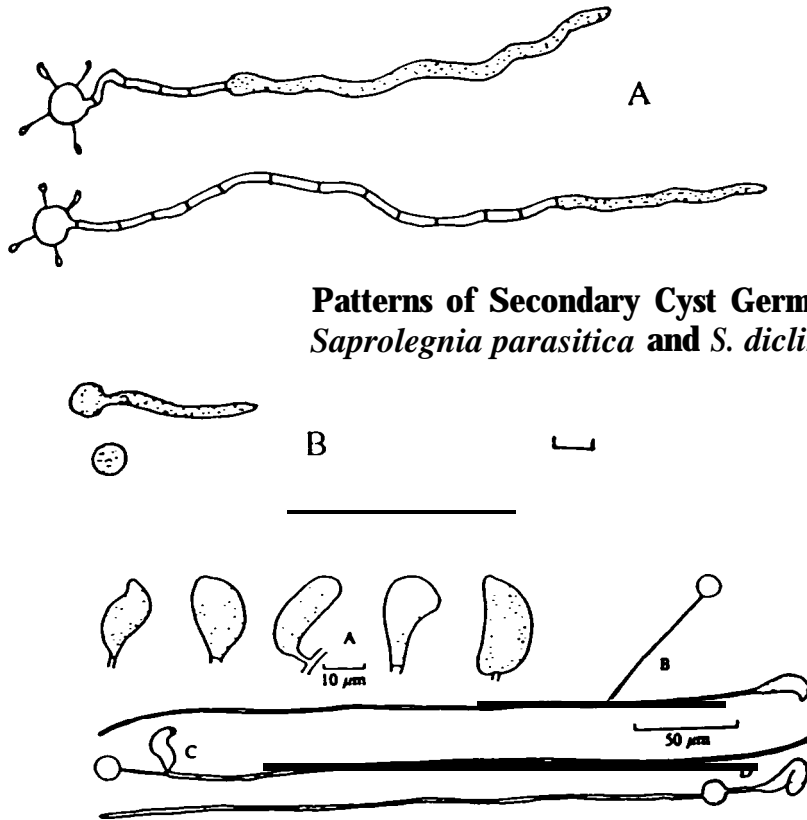 A
Patterns of Secondary Cyst Germ
Saprolegnia parasitica and S. dicli
B
A
10 μm
B
50 μm
C
D